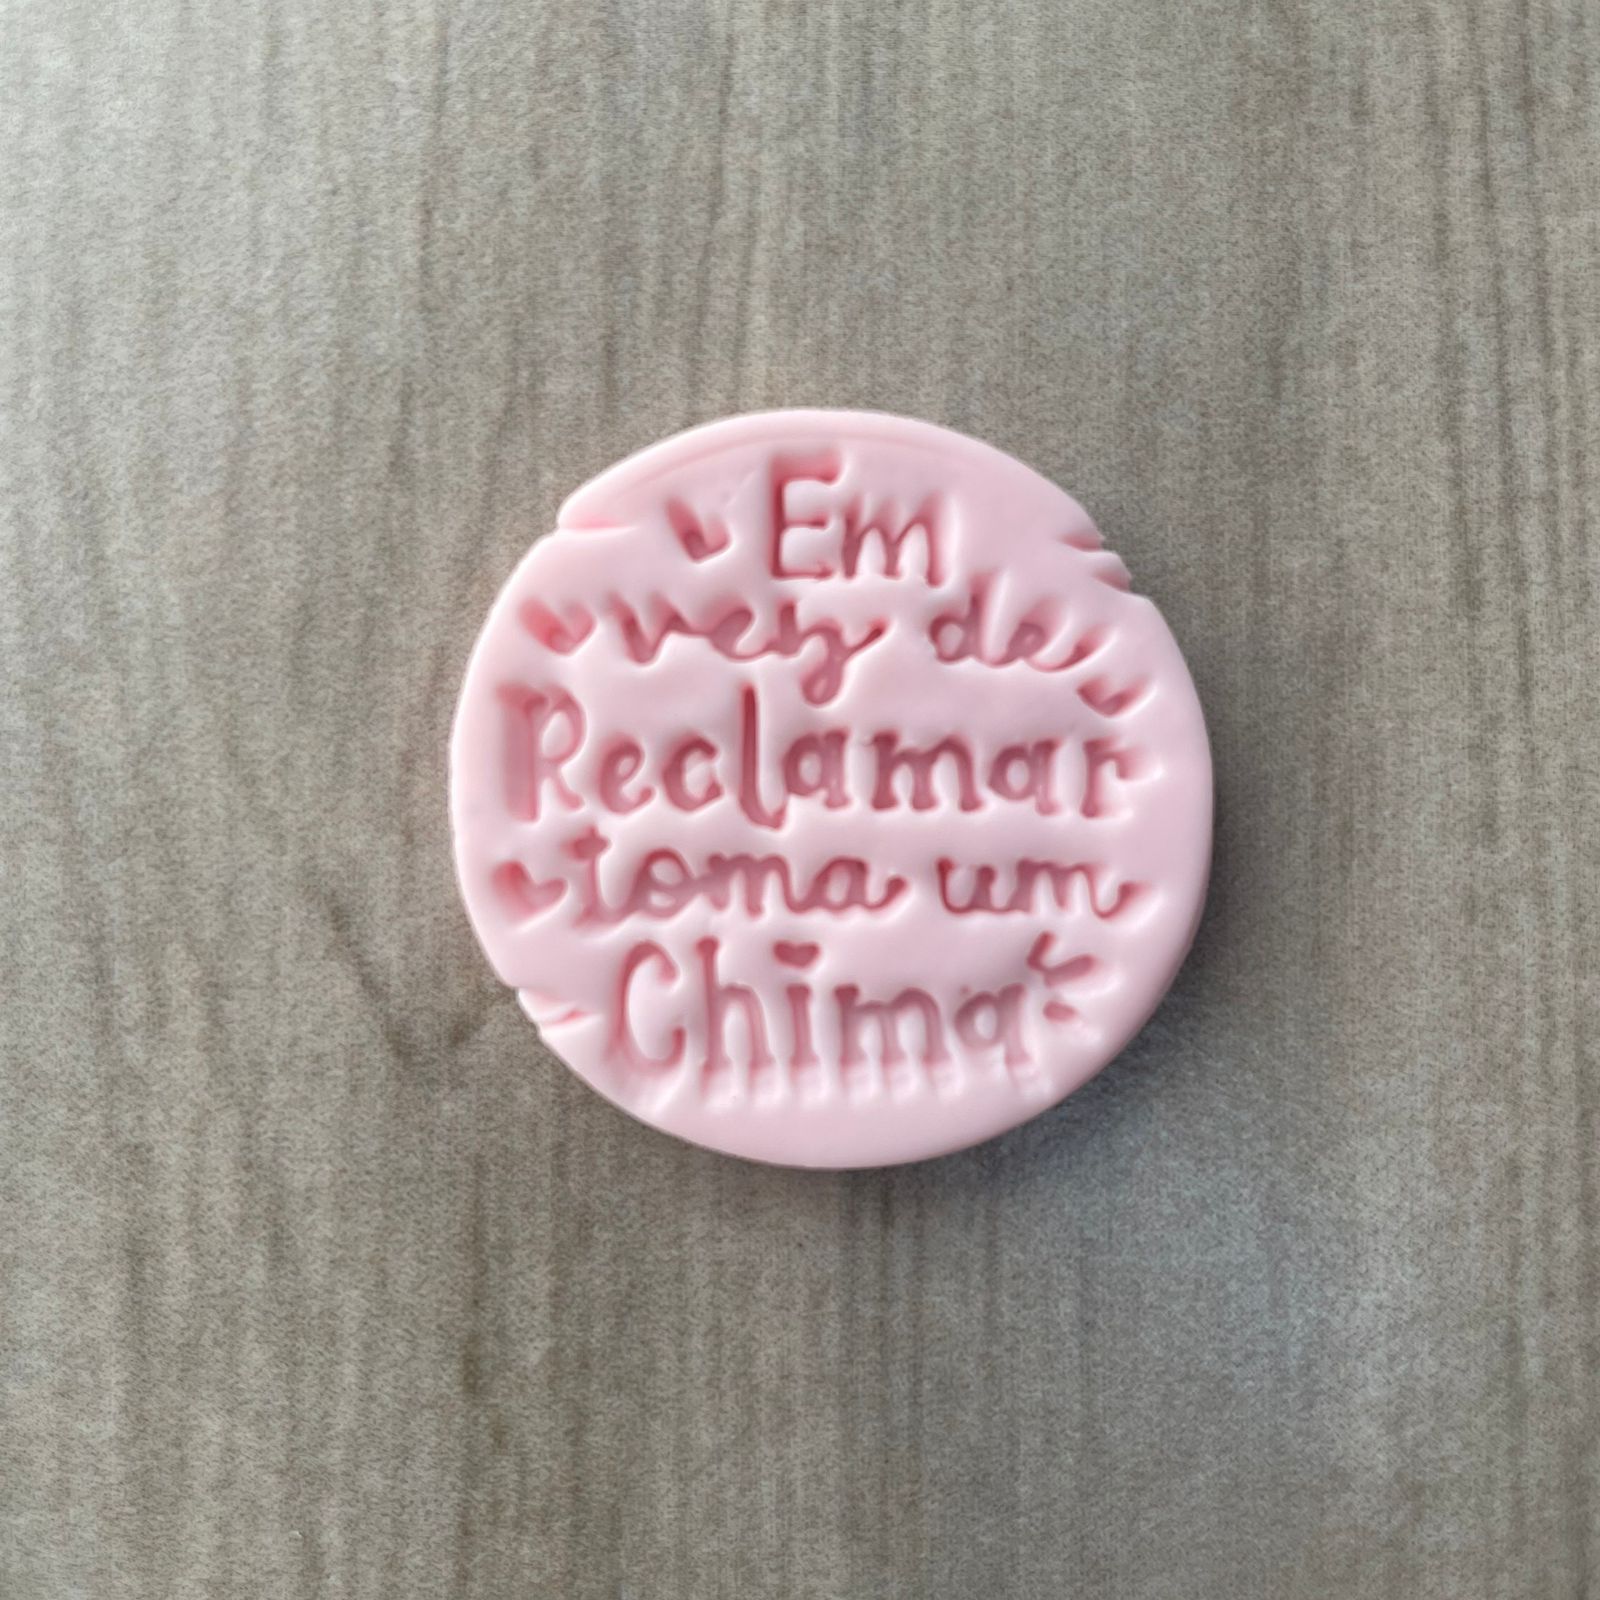 Em
vez de
Reclamar
toma um
Chima